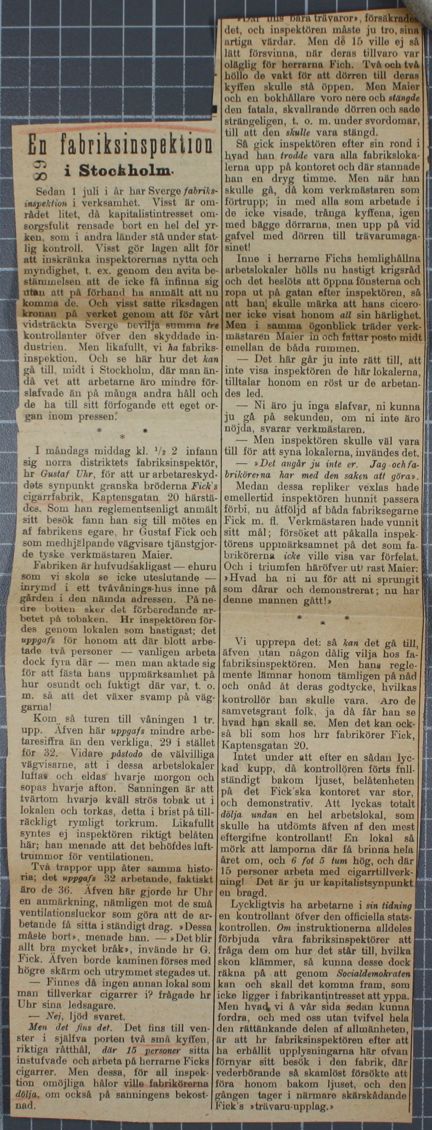 En fabriksinspektion
i Stockholm.
89
Sedan 1 juli i år har Sverge fabriks-
inspektion i verksamhet. Visst är om-
rådet litet, då kapitalistintresset om-
sorgsfullt rensade bort en hel del yr-
ken, som i andra länder stå under stat-
lig kontroll. Visst gör lagen allt för
att inskränka inspektorernas nytta och
myndighet, t. ex. genom den avita be-
stämmelsen att de icke få infinna sig
utan att på förhand ha anmält att nu
komma de. Och visst satte riksdagen
kronan på verket genom att för vårt
vidsträckta Sverge bevilja summa tre
kontrollanter öfver den skyddade in-
dustrien. Men likafullt, vi ha fabriks-
inspektion. Och se här hur det kan
gå till, midt i Stockholm, där man än-
då vet att arbetarne äro mindre för-
slafvade än på många andra håll och
de ha till sitt förfogande ett eget or-
gan inom pressen.
* * *
I måndags middag kl. 1/2 2 infann
sig norra distriktets fabriksinspektör,
hr Gustaf Uhr, för att ur arbetareskyd-
dets synpunkt granska bröderna Fick's
cigarrfabrik, Kaptensgatan 20 härstä-
des. Som han reglementsenligt anmält
sitt besök fann han sig till mötes en
af fabrikens egare, hr Gustaf Fick och
som medhjelpande vägvisare tjänstgjor-
de tyske verkmästaren Maier.
Fabriken är hufvudsakligast — ehuru
som vi skola se icke uteslutande —
inrymd i ett tvåvånings-hus inne på
gården i den nämda adressen. På ne-
dre botten sker det förberedande ar-
betet på tobaken. Hr inspektören för-
des genom lokalen som hastigast; det
uppgafs för honom att där blott arbe-
tade två personer — vanligen arbeta
dock fyra där — men man aktade sig
för att fästa hans uppmärksamhet på
hur osundt och fuktigt där var, t. o.
m. så att det växer svamp på väg-
garna!
Kom så turen till våningen 1 tr.
upp. Äfven här uppgafs mindre arbe-
taresiffra än den verkliga, 29 i stället
för 32. Vidare påstodo de välvilliga
vägvisarne, att i dessa arbetslokaler
luftas och eldas hvarje morgon och
sopas hvarje afton. Sanningen är att
tvärtom hvarje kväll strös tobak ut i
lokalen och torkas, detta i brist på till-
räckligt rymligt torkrum. Likafullt
syntes ej inspektören riktigt belåten
här; han menade att det behöfdes luft-
trummor för ventilationen.
Två trappor upp åter samma histo-
ria; det uppgafs 32 arbetande, faktiskt
äro de 36. Äfven här gjorde hr Uhr
en anmärkning, nämligen mot de små
ventilationsluckor som göra att de ar-
betande få sitta i ständigt drag. »Dessa
måste bort», menade han. — »Det blir
allt bra mycket bråk», invände hr G.
Fick. Äfven borde kaminen förses med
högre skärm och utrymmet stegades ut.
— Finnes då ingen annan lokal som
man tillverkar cigarrer i? frågade hr
Uhr sina ledsagare.
— Nej, ljöd svaret.
Men det fins det. Det fins till ven-
ster i själfva porten två små kyffen,
riktiga rätthål, där 15 personer sitta
instufvade och arbeta på herrarne Ficks
cigarrer. Men dessa, för all inspek-
tion omöjliga hålor ville fabrikörerna
dölja, om också på sanningens bekost-
nad.
»Där fins bara trävaror», försäkrades
det, och inspektören måste ju tro, sina
artiga värdar. Men de 15 ville ej så
lätt försvinna, när deras tillvaro var
oläglig för herrarna Fich. Två och två
höllo de vakt för att dörren till deras
kyffen skulle stå öppen. Men Maier
och en bokhållare voro nere och stängde
den fatala, skvallrande dörren och sade
strängeligen, t. o. m. under svordomar,
till att den skulle vara stängd.
Så gick inspektören efter sin rond i
hvad han trodde vara alla fabrikslokа-
lerna upp på kontoret och där stannade
han en dryg timme. Men när han
skulle gå, då kom verkmästaren som
förtrupp; in med alla som arbetade i
de icke visade, trånga kyffena, igen
med bägge dörrarna, men upp på vid
gafvel med dörren till trävarumaga-
sinet!
Inne i herrarne Fichs hemlighållna
arbetslokaler hölls nu hastigt krigsråd
och det beslöts att öppna fönsterna och
ropa ut på gatan efter inspektören, så
att han skulle märka att hans cicero-
ner icke visat honom all sin härlighet.
Men i samma ögonblick träder verk-
mästaren Maier in och fattar posto midt
emellan de båda rummen.
— Det här går ju inte rätt till, att
inte visa inspektören de här lokalerna,
tilltalar honom en röst ur de arbetan-
des led.
— Ni äro ju inga slafvar, ni kunna
ju gå på sekunden, om ni inte äro
nöjda, svarar verkmästaren.
— Men inspektören skulle väl vara
till för att syna lokalerna, invändes det.
— »Det angår ju inte er. Jag och fa-
brikörerna har med den saken att göra».
Medan dessa repliker vexlas hade
emellertid inspektören hunnit passera
förbi, nu åtföljd af båda fabriksegarne
Fick m. fl. Verkmästaren hade vunnit
sitt mål; försöket att påkalla inspek-
törens uppmärksamhet på det som fa-
brikörerna icke ville visa var förfelat.
Och i triumfen häröfver utrast Maier:
»Hvad ha ni nu för att ni sprungit
som dårar och demonstrerat; nu har
denne mannen gått!»
* * *
Vi upprepa det: så kan det gå till,
äfven utan någon dålig vilja hos fa-
fabriksinspektören. Men hans regle-
mente lämnar honom tämligen på nåd
och onåd åt deras godtycke, hvilkas
kontrollör han skulle vara. Äro de
samvetsgrant folk, ja då får han se
hvad han skall se. Men det kan ock-
så bli som hos hrr fabrikörer Fick,
Kaptensgatan 20.
Intet under att efter en sådan lyc-
kad kupp, då kontrollören förts full-
ständigt bakom ljuset, belåtenheten
på det Fick'ska kontoret var stor,
och demonstrativ. Att lyckas totalt
dölja undan en hel arbetslokal, som
skulle ha utdömts äfven af den mest
eftergifne kontrollant! En lokal så
mörk att lamporna där få brinna hela
året om, och 6 fot 5 tum hög, och där
15 personer arbeta med cigarrtillverk-
ning! Det är ju ur kapitalistsynpunkt
en bragd.
Lyckligtvis ha arbetarne i sin tidning
en kontrollant öfver den officiella stats-
kontrollen. Om instruktionerna alldeles
förbjuda våra fabriksinspektörer att
fråga dem om hur det står till, hvilka
skon klämmer, så kunna desse dock
räkna på att genom Socialdemokraten
kan och skall det komma fram, som
icke ligger i fabrikantintresset att yppa.
Men hvad vi å vår sida sedan kunna
fordra, och med oss utan tvifvel hela
den rättänkande delen af allmänheten,
är att hr fabriksinspektören efter att
ha erhållit upplysningarna här ofvan
förnyar sitt besök i den fabrik, där
vederbörande så skamlöst försökte att
föra honom bakom ljuset, och den
gången tager i närmare skärskådande
Fick's »trävaru-upplag.»